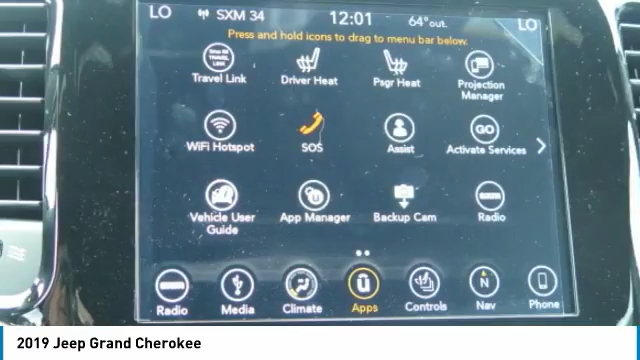 LO SXM 34 12:01 64°out. LO
Press and hold icons to drag to menu bar below.
Travel Link Driver Heat Psgr Heat Projection Manager
WiFi Hotspot SOS Assist GO Activate Services
Vehicle User Guide App Manager Backup Cam Radio
Radio Media Climate Apps Controls N Nav Phone
2019 Jeep Grand Cherokee